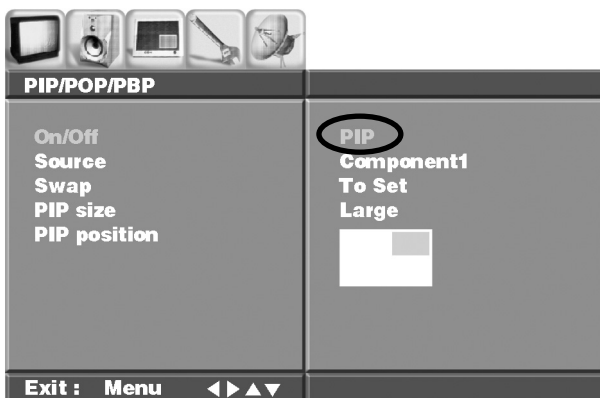 PIP/POP/PBP
On/Off PIP
Source Component1
Swap To Set
PIP size Large
PIP position
Exit : Menu ◀▶▲▼